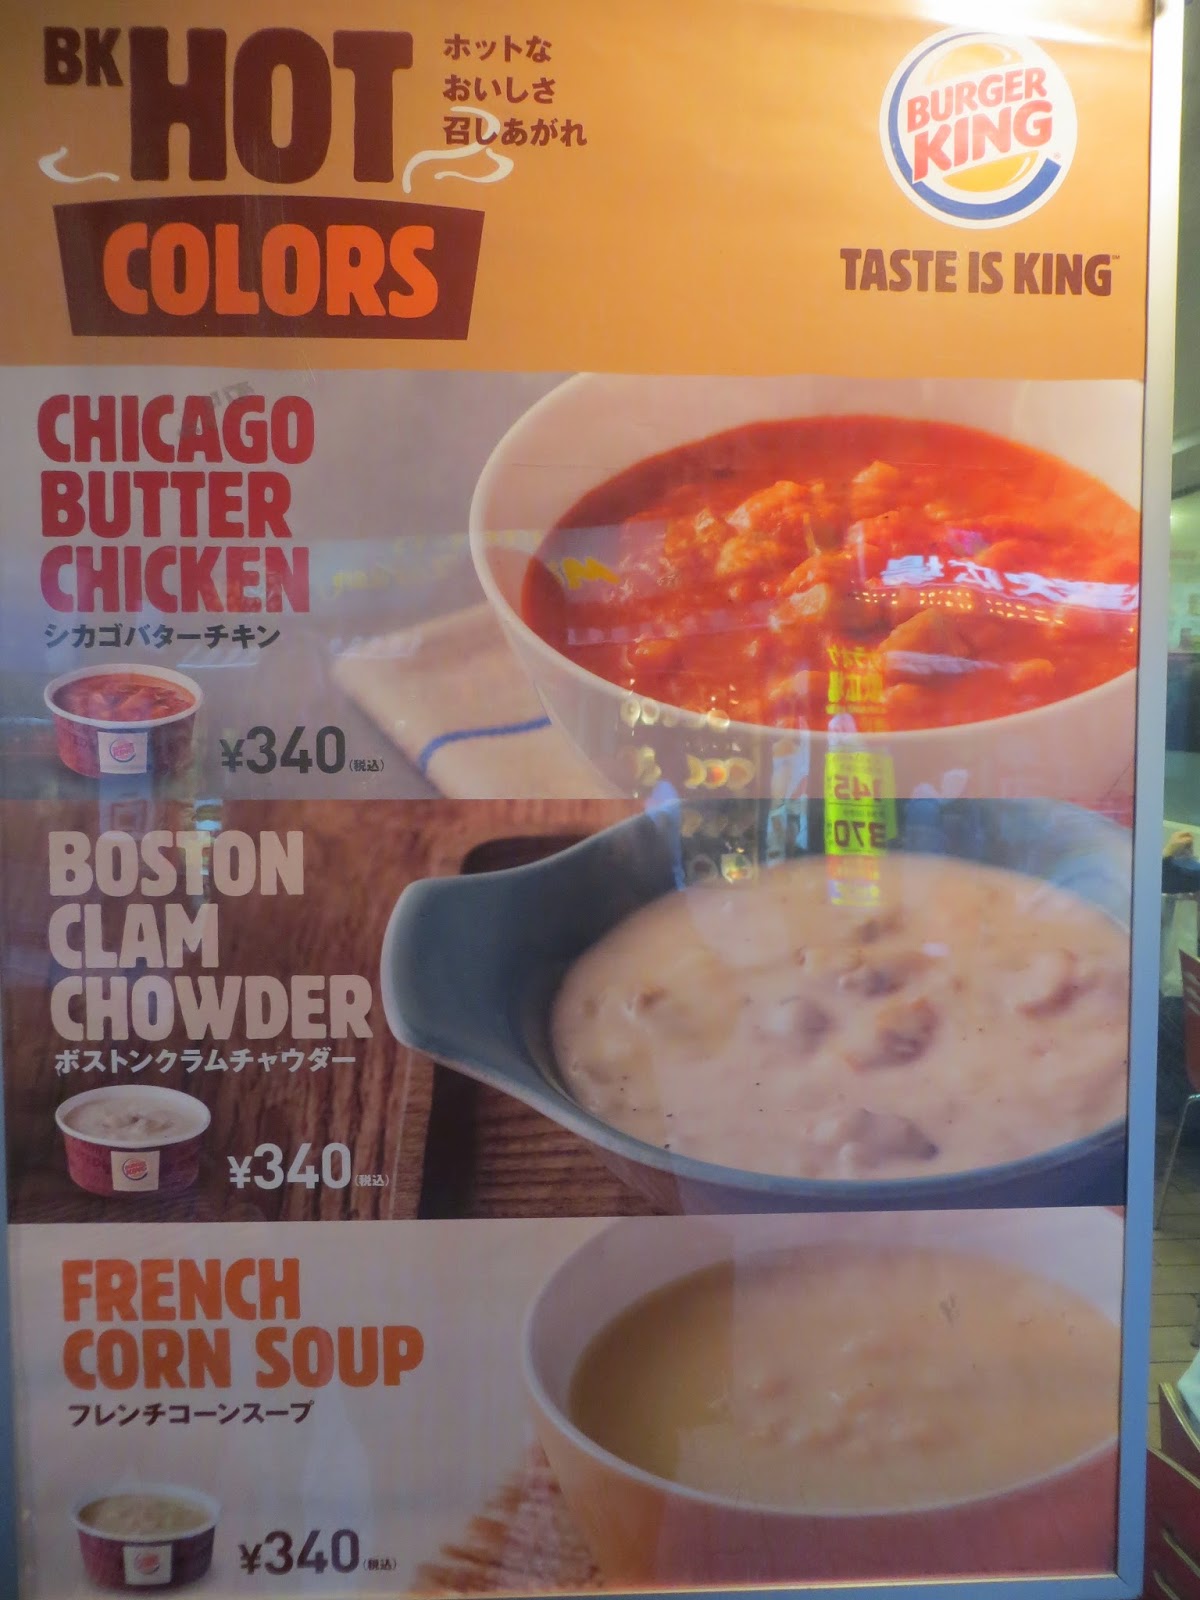 BK HOT
COLORS
ホットな
おいしさ
召しあがれ
BURGER
KING
TASTE IS KING™
CHICAGO
BUTTER
CHICKEN
シカゴバターチキン
¥340(税込)
BOSTON
CLAM
CHOWDER
ボストンクラムチャウダー
¥340(税込)
FRENCH
CORN SOUP
フレンチコーンスープ
¥340(税込)